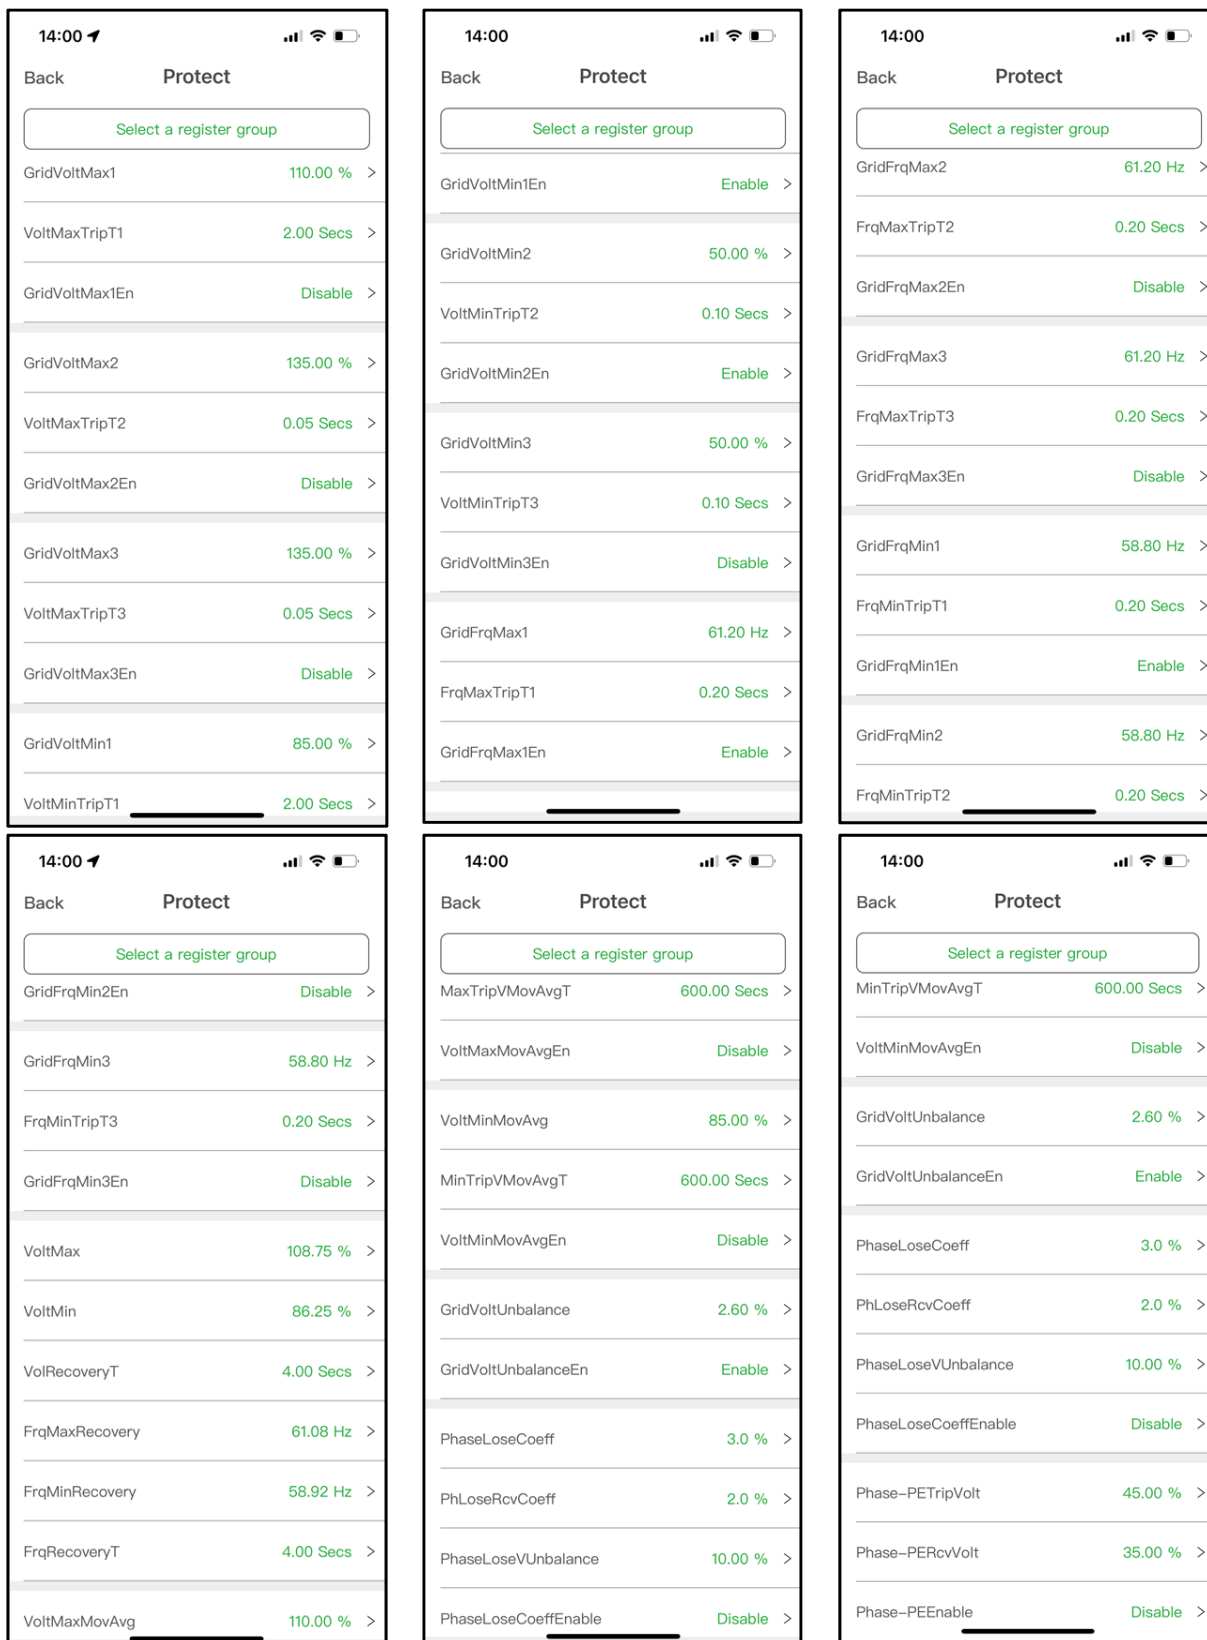 14:00
Back Protect
Select a register group
GridVoltMax1 110.00 % >
VoltMaxTripT1 2.00 Secs >
GridVoltMax1En Disable >
GridVoltMax2 135.00 % >
VoltMaxTripT2 0.05 Secs >
GridVoltMax2En Disable >
GridVoltMax3 135.00 % >
VoltMaxTripT3 0.05 Secs >
GridVoltMax3En Disable >
GridVoltMin1 85.00 % >
VoltMinTripT1 2.00 Secs >
14:00
Back Protect
Select a register group
GridVoltMin1En Enable >
GridVoltMin2 50.00 % >
VoltMinTripT2 0.10 Secs >
GridVoltMin2En Enable >
GridVoltMin3 50.00 % >
VoltMinTripT3 0.10 Secs >
GridVoltMin3En Disable >
GridFrqMax1 61.20 Hz >
FrqMaxTripT1 0.20 Secs >
GridFrqMax1En Enable >
14:00
Back Protect
Select a register group
GridFrqMax2 61.20 Hz >
FrqMaxTripT2 0.20 Secs >
GridFrqMax2En Disable >
GridFrqMax3 61.20 Hz >
FrqMaxTripT3 0.20 Secs >
GridFrqMax3En Disable >
GridFrqMin1 58.80 Hz >
FrqMinTripT1 0.20 Secs >
GridFrqMin1En Enable >
GridFrqMin2 58.80 Hz >
FrqMinTripT2 0.20 Secs >
14:00
Back Protect
Select a register group
GridFrqMin2En Disable >
GridFrqMin3 58.80 Hz >
FrqMinTripT3 0.20 Secs >
GridFrqMin3En Disable >
VoltMax 108.75 % >
VoltMin 86.25 % >
VolRecoveryT 4.00 Secs >
FrqMaxRecovery 61.08 Hz >
FrqMinRecovery 58.92 Hz >
FrqRecoveryT 4.00 Secs >
VoltMaxMovAvg 110.00 % >
14:00
Back Protect
Select a register group
MaxTripVMovAvgT 600.00 Secs >
VoltMaxMovAvgEn Disable >
VoltMinMovAvg 85.00 % >
MinTripVMovAvgT 600.00 Secs >
VoltMinMovAvgEn Disable >
GridVoltUnbalance 2.60 % >
GridVoltUnbalanceEn Enable >
PhaseLoseCoeff 3.0 % >
PhLoseRcvCoeff 2.0 % >
PhaseLoseVUnbalance 10.00 % >
PhaseLoseCoeffEnable Disable >
14:00
Back Protect
Select a register group
MinTripVMovAvgT 600.00 Secs >
VoltMinMovAvgEn Disable >
GridVoltUnbalance 2.60 % >
GridVoltUnbalanceEn Enable >
PhaseLoseCoeff 3.0 % >
PhLoseRcvCoeff 2.0 % >
PhaseLoseVUnbalance 10.00 % >
PhaseLoseCoeffEnable Disable >
Phase-PETripVolt 45.00 % >
Phase-PERcvVolt 35.00 % >
Phase-PEEnable Disable >